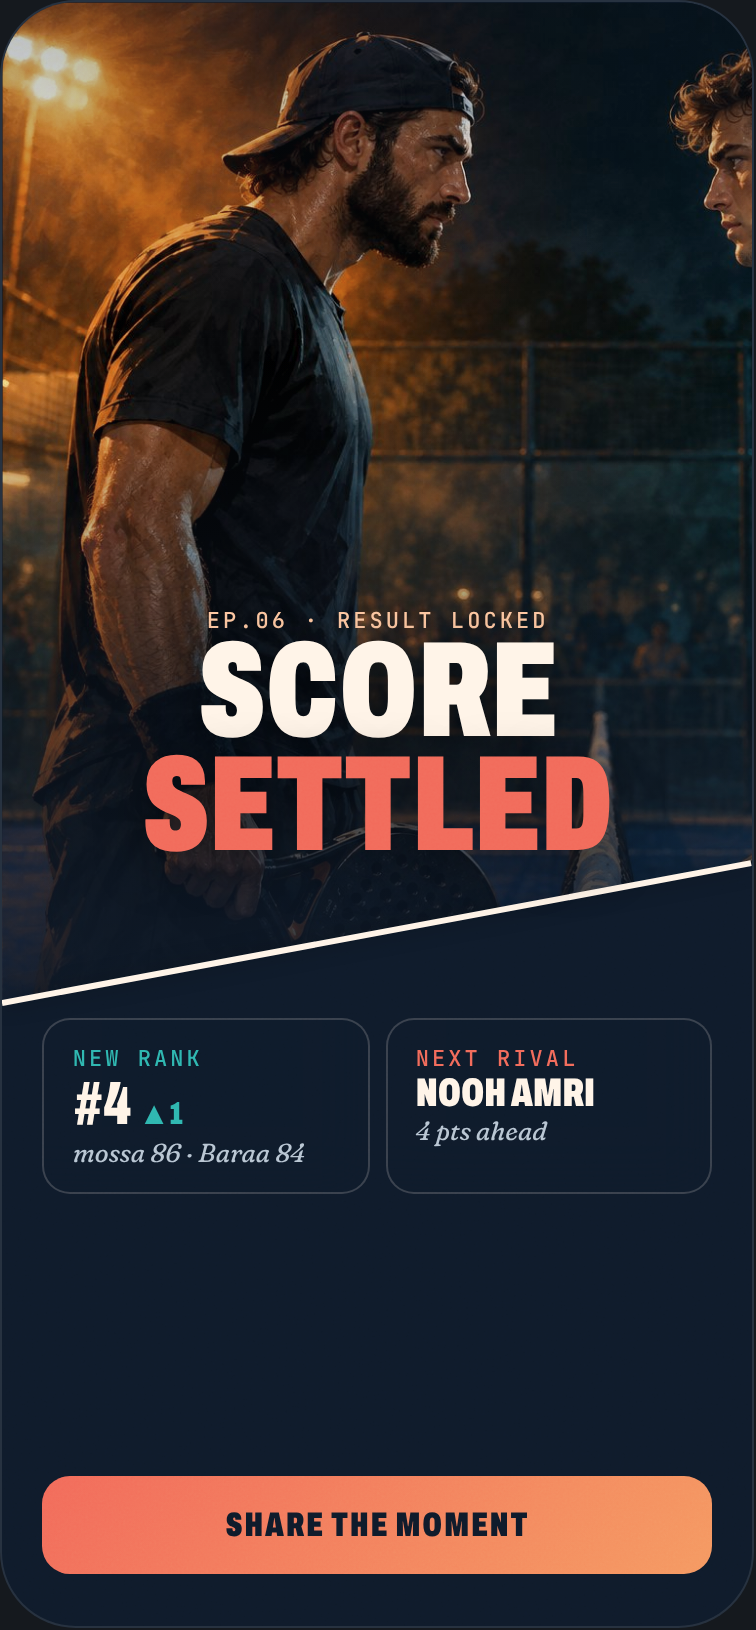 EP.06 · RESULT LOCKED
SCORE
SETTLED
NEW RANK
#4 ▲1
mossa 86 · Baraa 84
NEXT RIVAL
NOOH AMRI
4 pts ahead
SHARE THE MOMENT